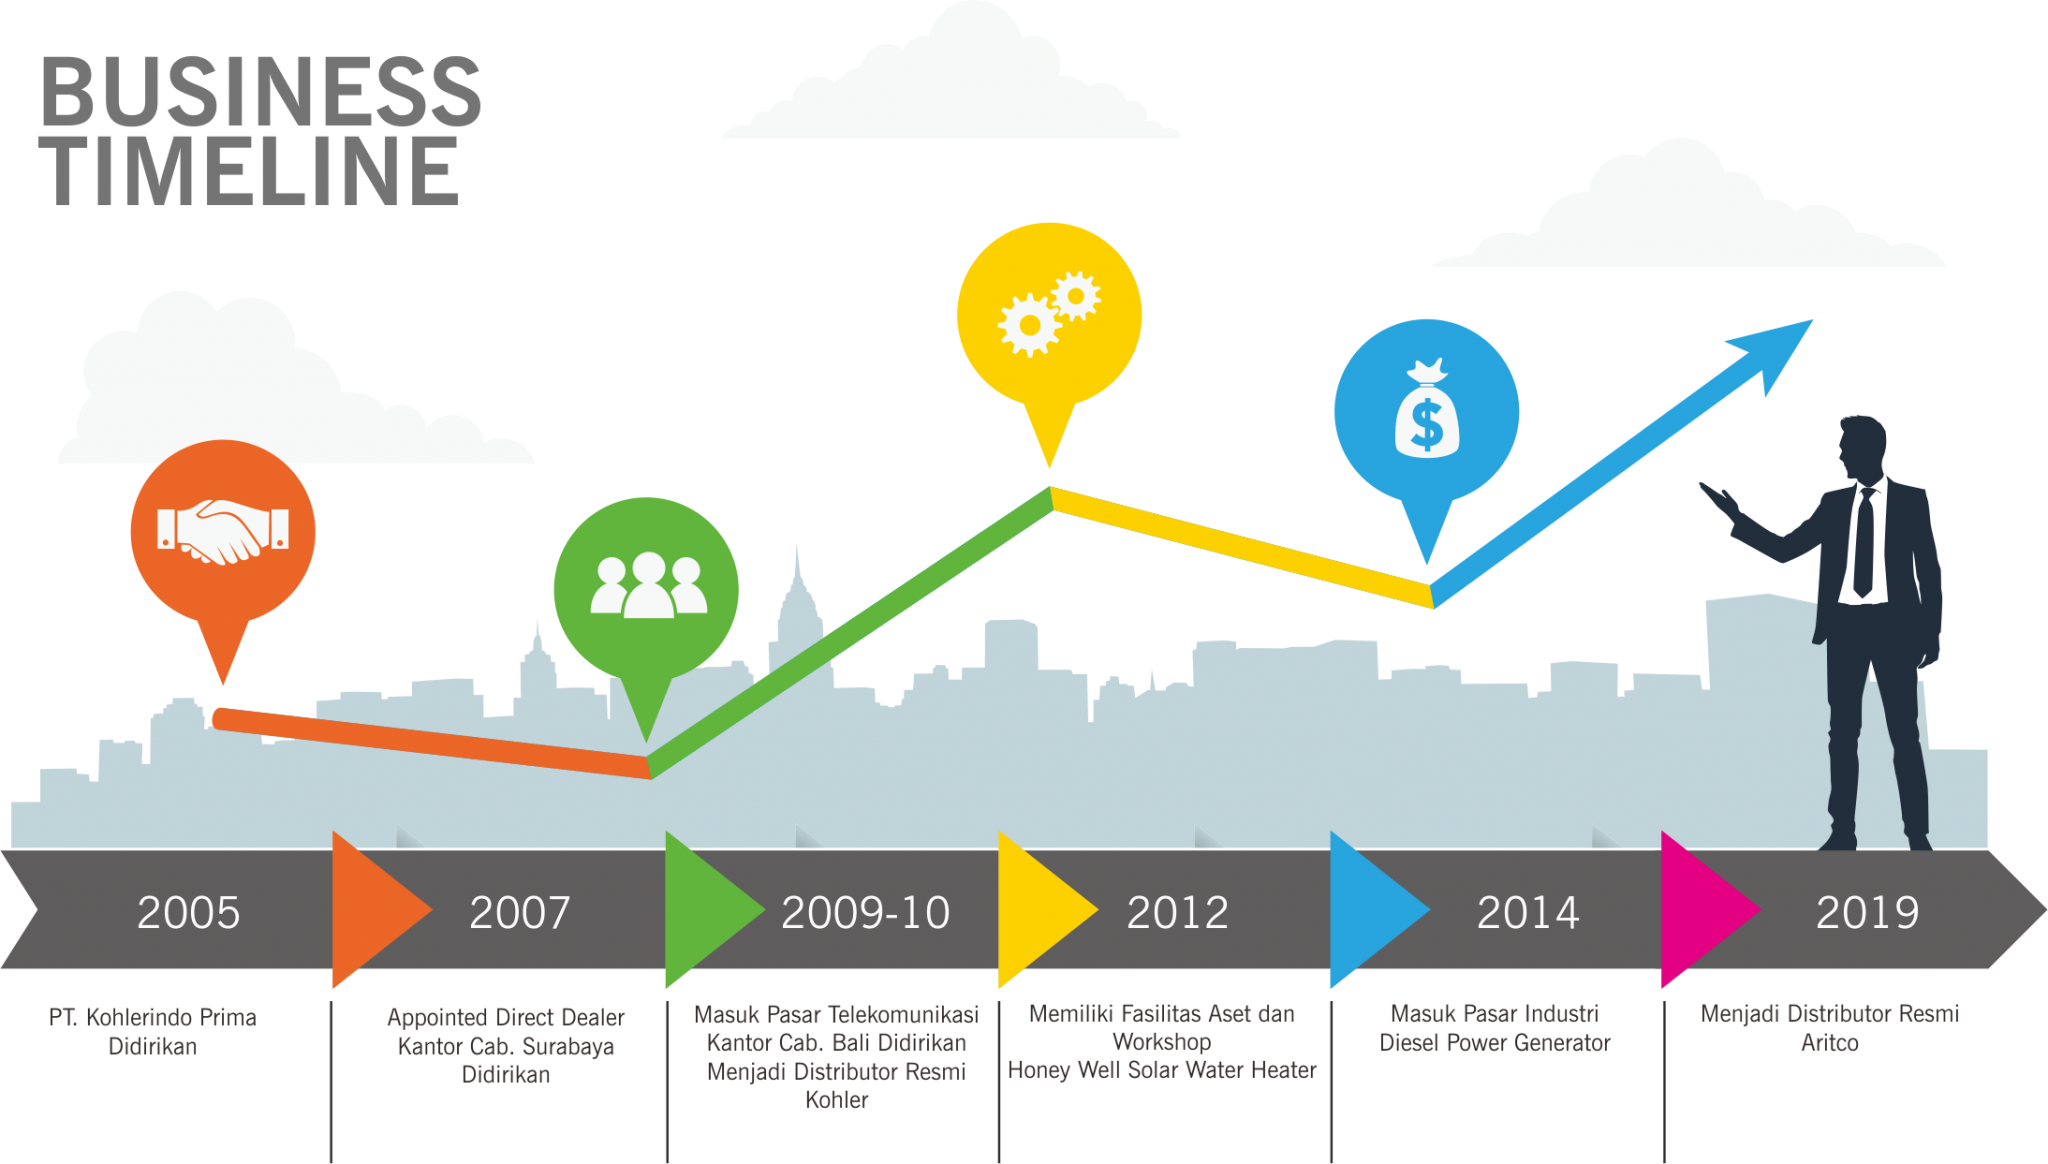 BUSINESS
TIMELINE
$
2005
2007
2009-10
2012
2014
2019
PT. Kohlerindo Prima
Didirikan
Appointed Direct Dealer
Kantor Cab. Surabaya
Didirikan
Masuk Pasar Telekomunikasi
Kantor Cab. Bali Didirikan
Menjadi Distributor Resmi
Kohler
Memiliki Fasilitas Aset dan
Workshop
Honey Well Solar Water Heater
Masuk Pasar Industri
Diesel Power Generator
Menjadi Distributor Resmi
Aritco